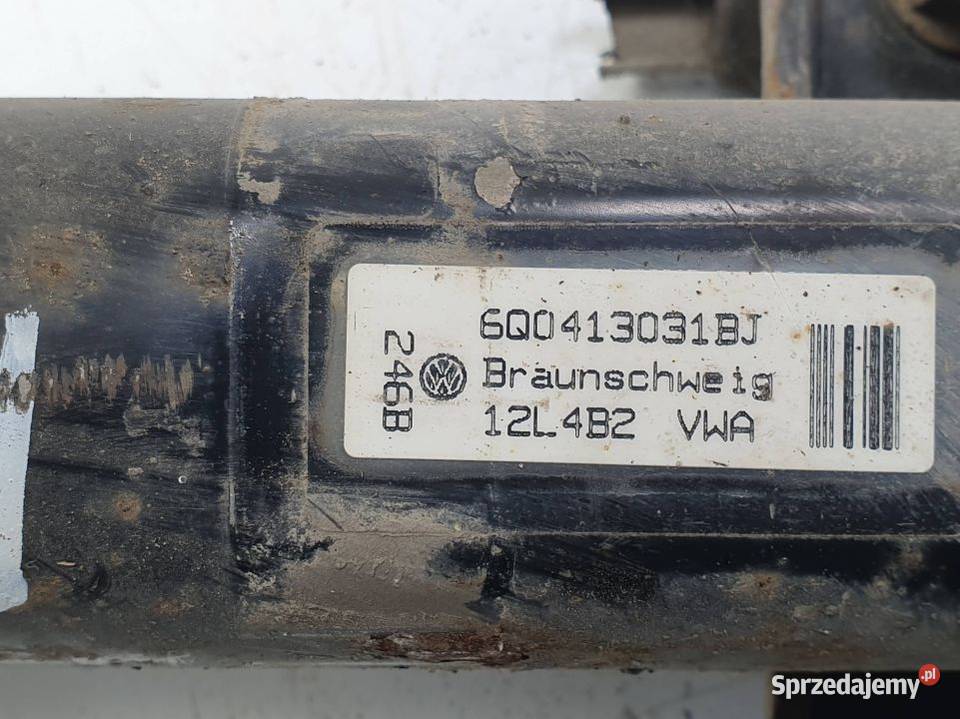 6Q0413031BJ
Braunschweig
12L4B2 VWA
246B
Sprzedajemy.pl